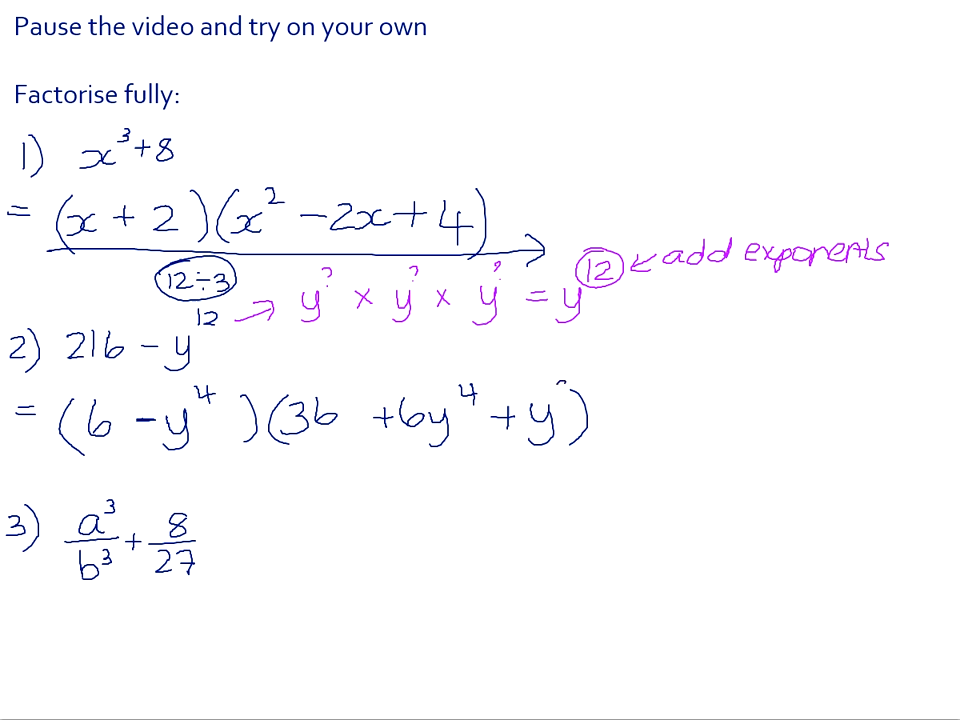 Pause the video and try on your own
Factorise fully:
1) x³+8
= (x + 2)(x² - 2x + 4)
12 ÷ 3
y^? × y^? × y^? = y^12 ← add exponents
2) 216 - y^12
= (6 - y⁴)(36 + 6y⁴ + y )
3) a³/b³ + 8/27